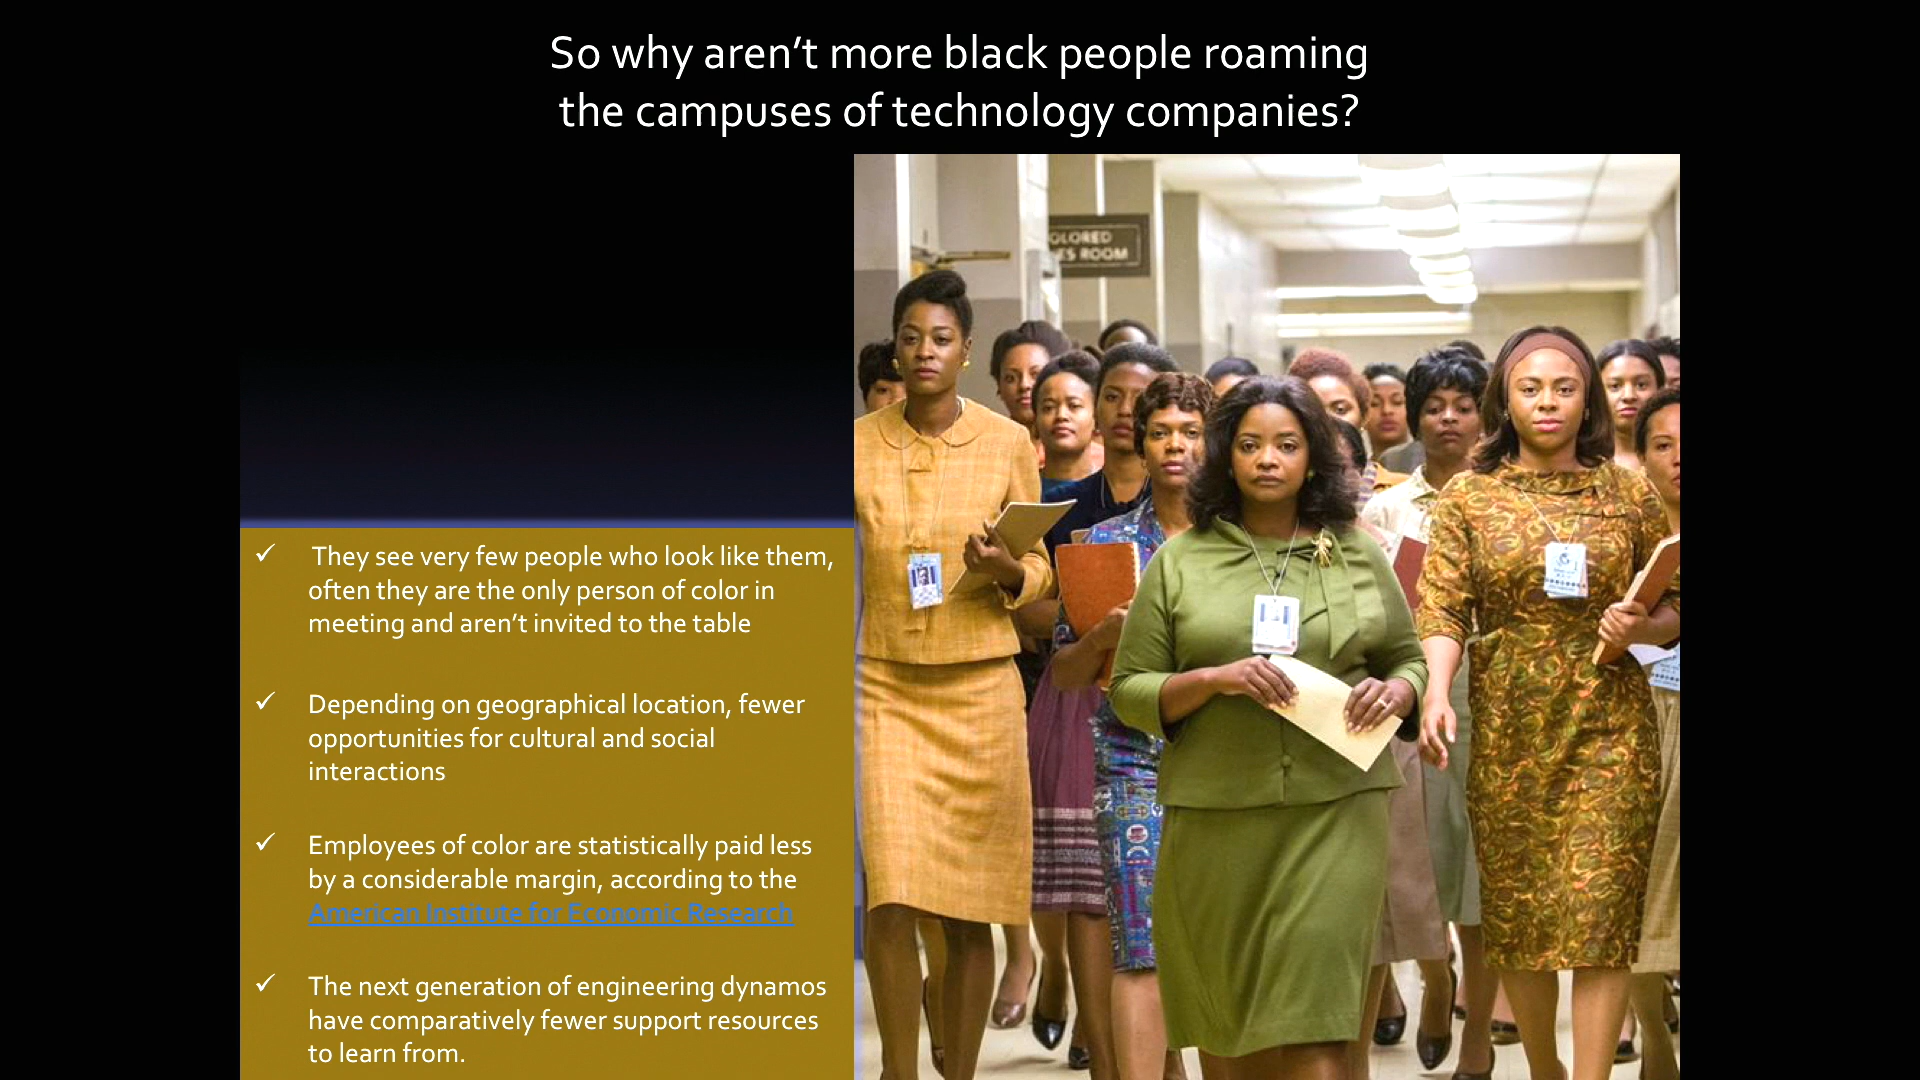 So why aren't more black people roaming
the campuses of technology companies?
OLORED
ES ROOM
They see very few people who look like them,
often they are the only person of color in
meeting and aren't invited to the table
Depending on geographical location, fewer
opportunities for cultural and social
interactions
Employees of color are statistically paid less
by a considerable margin, according to the
American Institute for Economic Research
The next generation of engineering dynamos
have comparatively fewer support resources
to learn from.